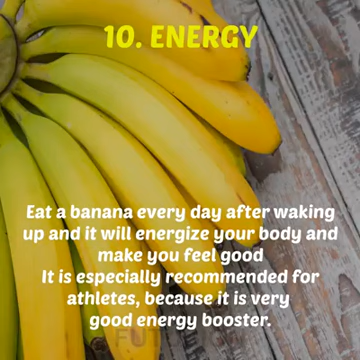 10. ENERGY
Eat a banana every day after waking
up and it will energize your body and
make you feel good
It is especially recommended for
athletes, because it is very
good energy booster.